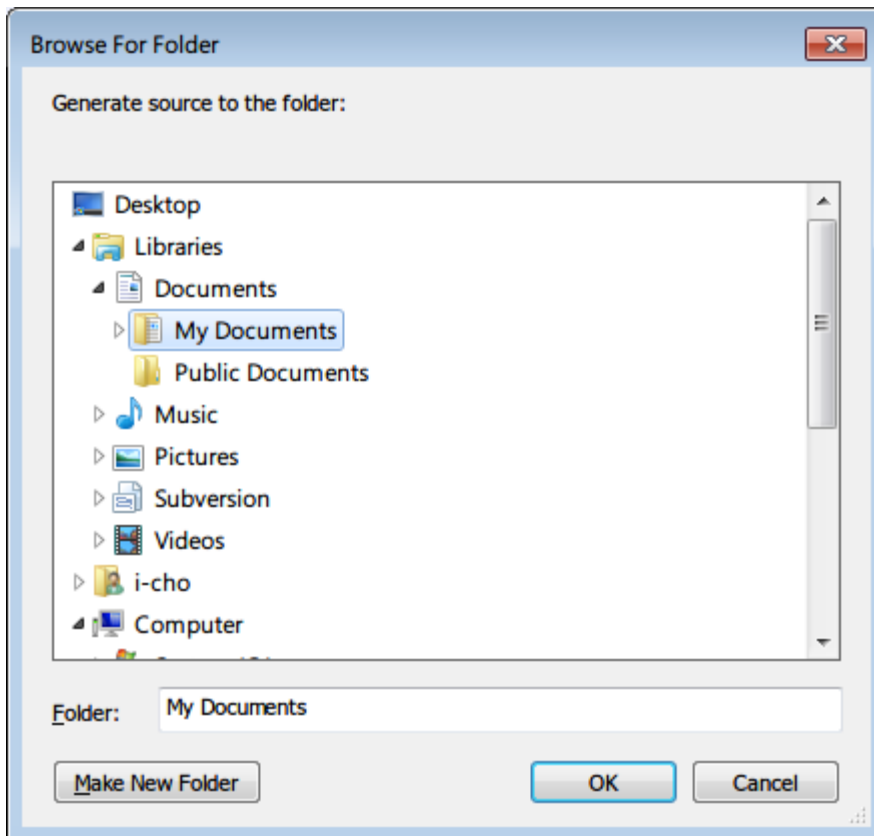 Browse For Folder
Generate source to the folder:
Desktop
Libraries
Documents
My Documents
Public Documents
Music
Pictures
Subversion
Videos
i-cho
Computer
Folder: My Documents
Make New Folder OK Cancel